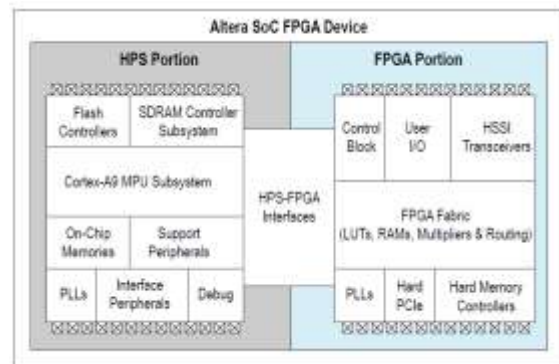 Altera SoC FPGA Device
HPS Portion
FPGA Portion
Flash
Controllers
SDRAM Controller
Subsystem
Cortex-A9 MPU Subsystem
On-Chip
Memories
Support
Peripherals
PLLs
Interface
Peripherals
Debug
HPS-FPGA
Interfaces
Control
Block
User
I/O
HSSI
Transceivers
FPGA Fabric
(LUTs, RAMs, Multipliers & Routing)
PLLs
Hard
PCIe
Hard Memory
Controllers